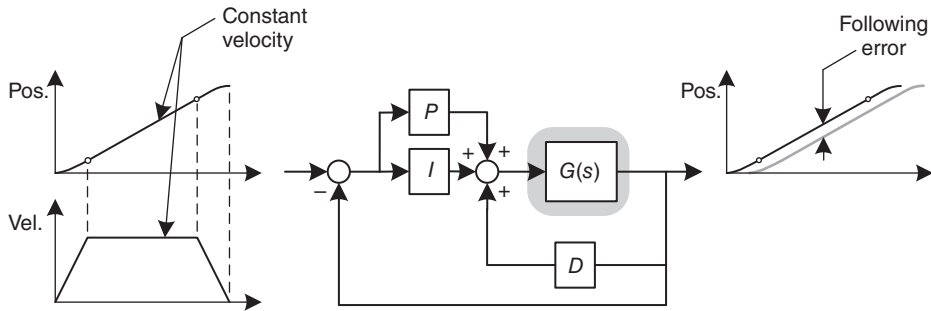 Constant
velocity
Pos.
Vel.
P
I
D
G(s)
+
+
+
−
Following
error
Pos.